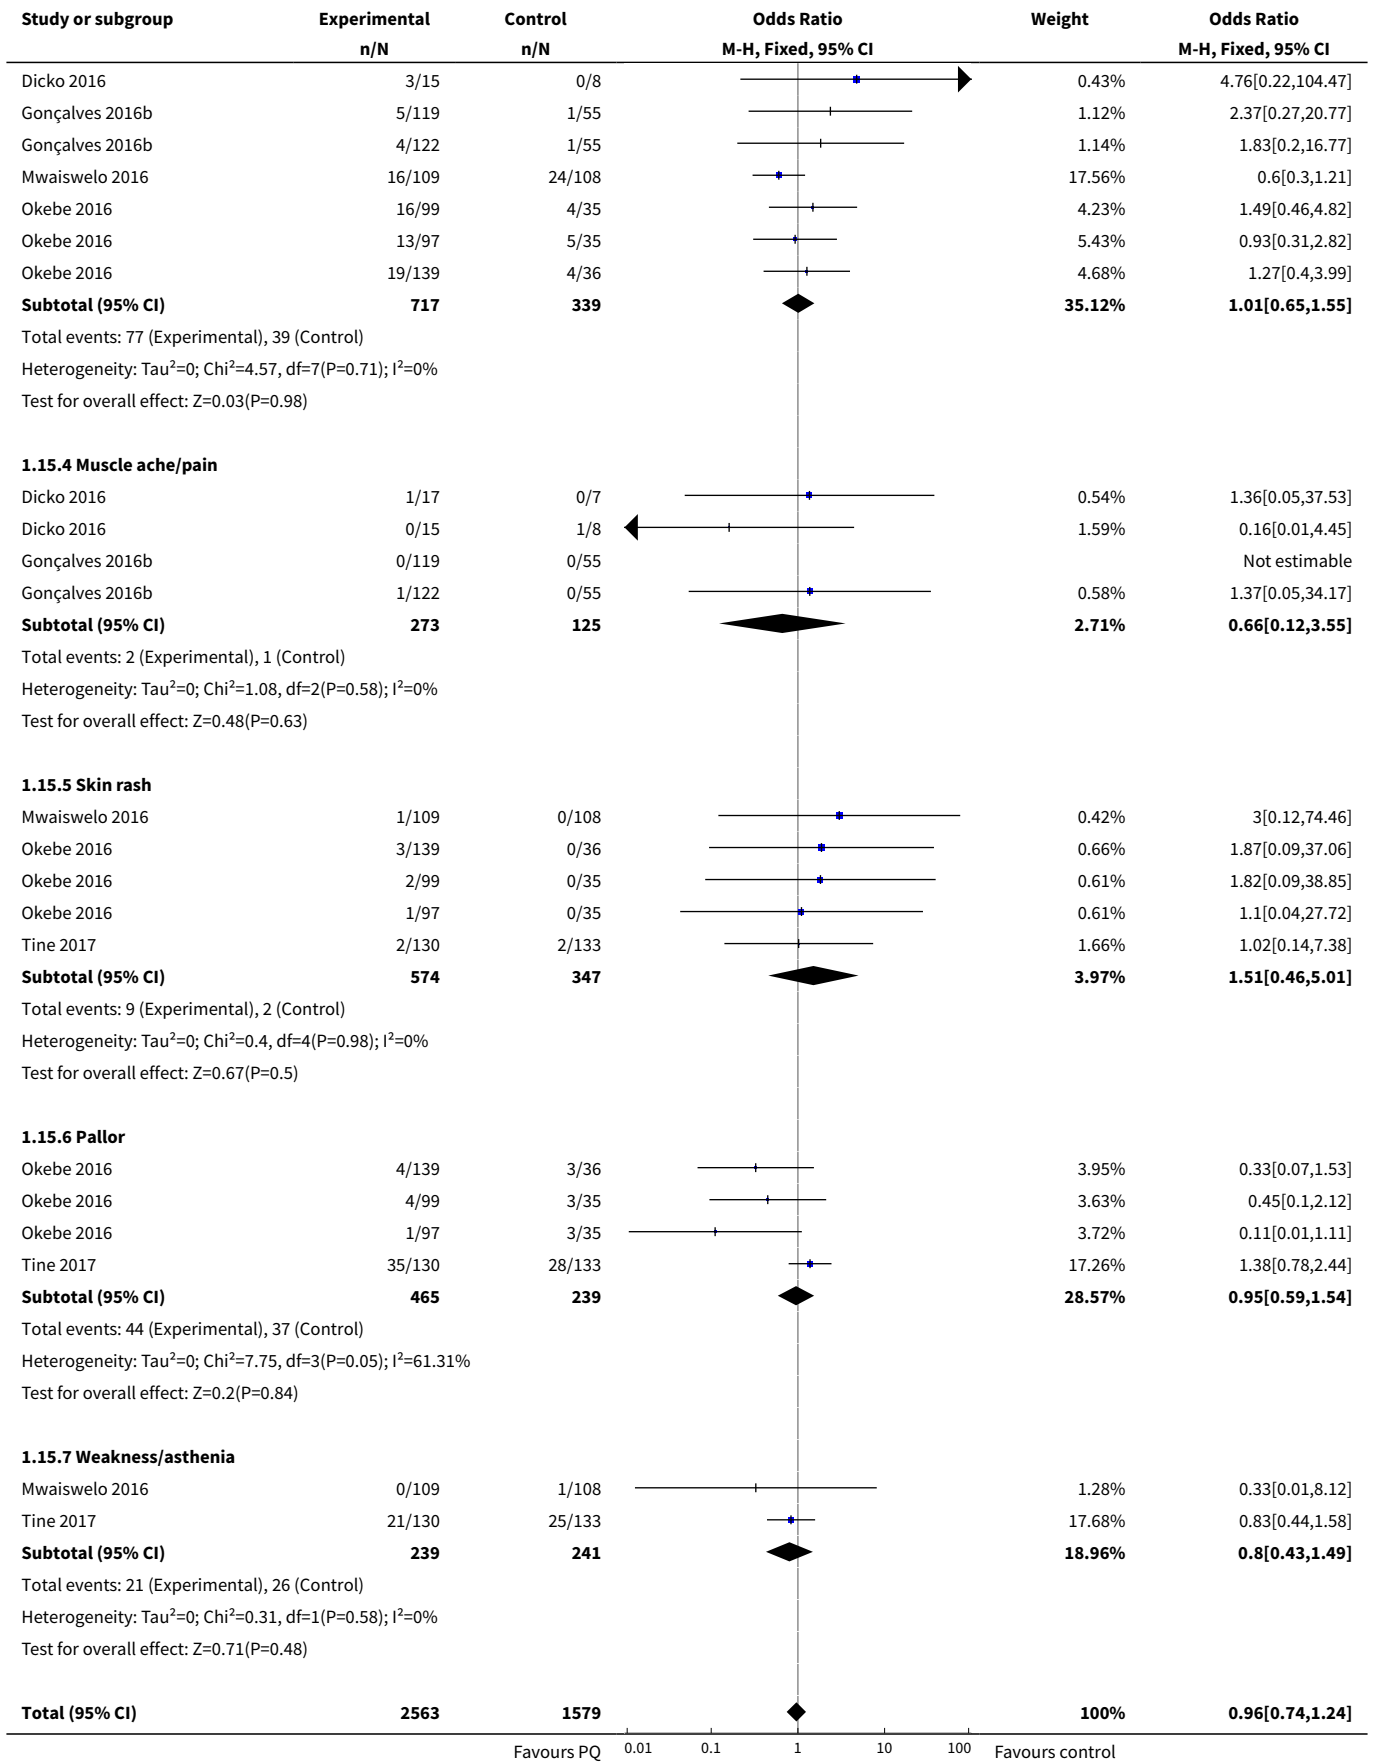 Study or subgroup Experimental Control Odds Ratio Weight Odds Ratio
n/N n/N M-H, Fixed, 95% CI M-H, Fixed, 95% CI
Dicko 2016 3/15 0/8 0.43% 4.76[0.22,104.47]
Gonçalves 2016b 5/119 1/55 1.12% 2.37[0.27,20.77]
Gonçalves 2016b 4/122 1/55 1.14% 1.83[0.2,16.77]
Mwaiswelo 2016 16/109 24/108 17.56% 0.6[0.3,1.21]
Okebe 2016 16/99 4/35 4.23% 1.49[0.46,4.82]
Okebe 2016 13/97 5/35 5.43% 0.93[0.31,2.82]
Okebe 2016 19/139 4/36 4.68% 1.27[0.4,3.99]
Subtotal (95% CI) 717 339 35.12% 1.01[0.65,1.55]
Total events: 77 (Experimental), 39 (Control)
Heterogeneity: Tau²=0; Chi²=4.57, df=7(P=0.71); I²=0%
Test for overall effect: Z=0.03(P=0.98)
1.15.4 Muscle ache/pain
Dicko 2016 1/17 0/7 0.54% 1.36[0.05,37.53]
Dicko 2016 0/15 1/8 1.59% 0.16[0.01,4.45]
Gonçalves 2016b 0/119 0/55 Not estimable
Gonçalves 2016b 1/122 0/55 0.58% 1.37[0.05,34.17]
Subtotal (95% CI) 273 125 2.71% 0.66[0.12,3.55]
Total events: 2 (Experimental), 1 (Control)
Heterogeneity: Tau²=0; Chi²=1.08, df=2(P=0.58); I²=0%
Test for overall effect: Z=0.48(P=0.63)
1.15.5 Skin rash
Mwaiswelo 2016 1/109 0/108 0.42% 3[0.12,74.46]
Okebe 2016 3/139 0/36 0.66% 1.87[0.09,37.06]
Okebe 2016 2/99 0/35 0.61% 1.82[0.09,38.85]
Okebe 2016 1/97 0/35 0.61% 1.1[0.04,27.72]
Tine 2017 2/130 2/133 1.66% 1.02[0.14,7.38]
Subtotal (95% CI) 574 347 3.97% 1.51[0.46,5.01]
Total events: 9 (Experimental), 2 (Control)
Heterogeneity: Tau²=0; Chi²=0.4, df=4(P=0.98); I²=0%
Test for overall effect: Z=0.67(P=0.5)
1.15.6 Pallor
Okebe 2016 4/139 3/36 3.95% 0.33[0.07,1.53]
Okebe 2016 4/99 3/35 3.63% 0.45[0.1,2.12]
Okebe 2016 1/97 3/35 3.72% 0.11[0.01,1.11]
Tine 2017 35/130 28/133 17.26% 1.38[0.78,2.44]
Subtotal (95% CI) 465 239 28.57% 0.95[0.59,1.54]
Total events: 44 (Experimental), 37 (Control)
Heterogeneity: Tau²=0; Chi²=7.75, df=3(P=0.05); I²=61.31%
Test for overall effect: Z=0.2(P=0.84)
1.15.7 Weakness/asthenia
Mwaiswelo 2016 0/109 1/108 1.28% 0.33[0.01,8.12]
Tine 2017 21/130 25/133 17.68% 0.83[0.44,1.58]
Subtotal (95% CI) 239 241 18.96% 0.8[0.43,1.49]
Total events: 21 (Experimental), 26 (Control)
Heterogeneity: Tau²=0; Chi²=0.31, df=1(P=0.58); I²=0%
Test for overall effect: Z=0.71(P=0.48)
Total (95% CI) 2563 1579 100% 0.96[0.74,1.24]
Favours PQ 0.01 0.1 1 10 100 Favours control